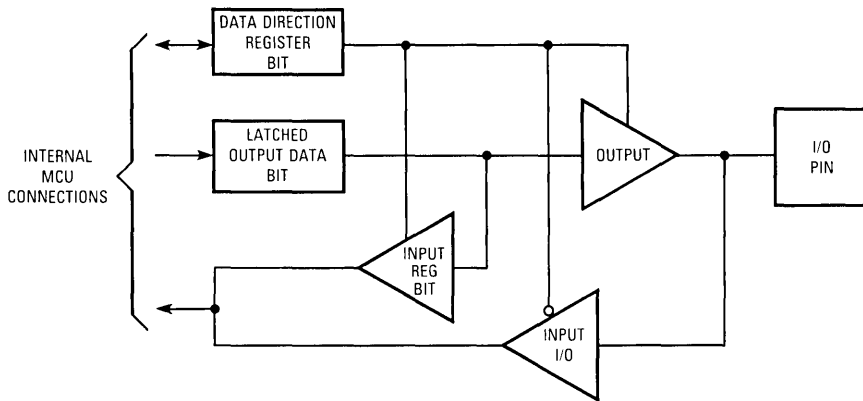 DATA DIRECTION
REGISTER
BIT
LATCHED
OUTPUT DATA
BIT
INTERNAL
MCU
CONNECTIONS
OUTPUT
I/O
PIN
INPUT
REG
BIT
INPUT
I/O